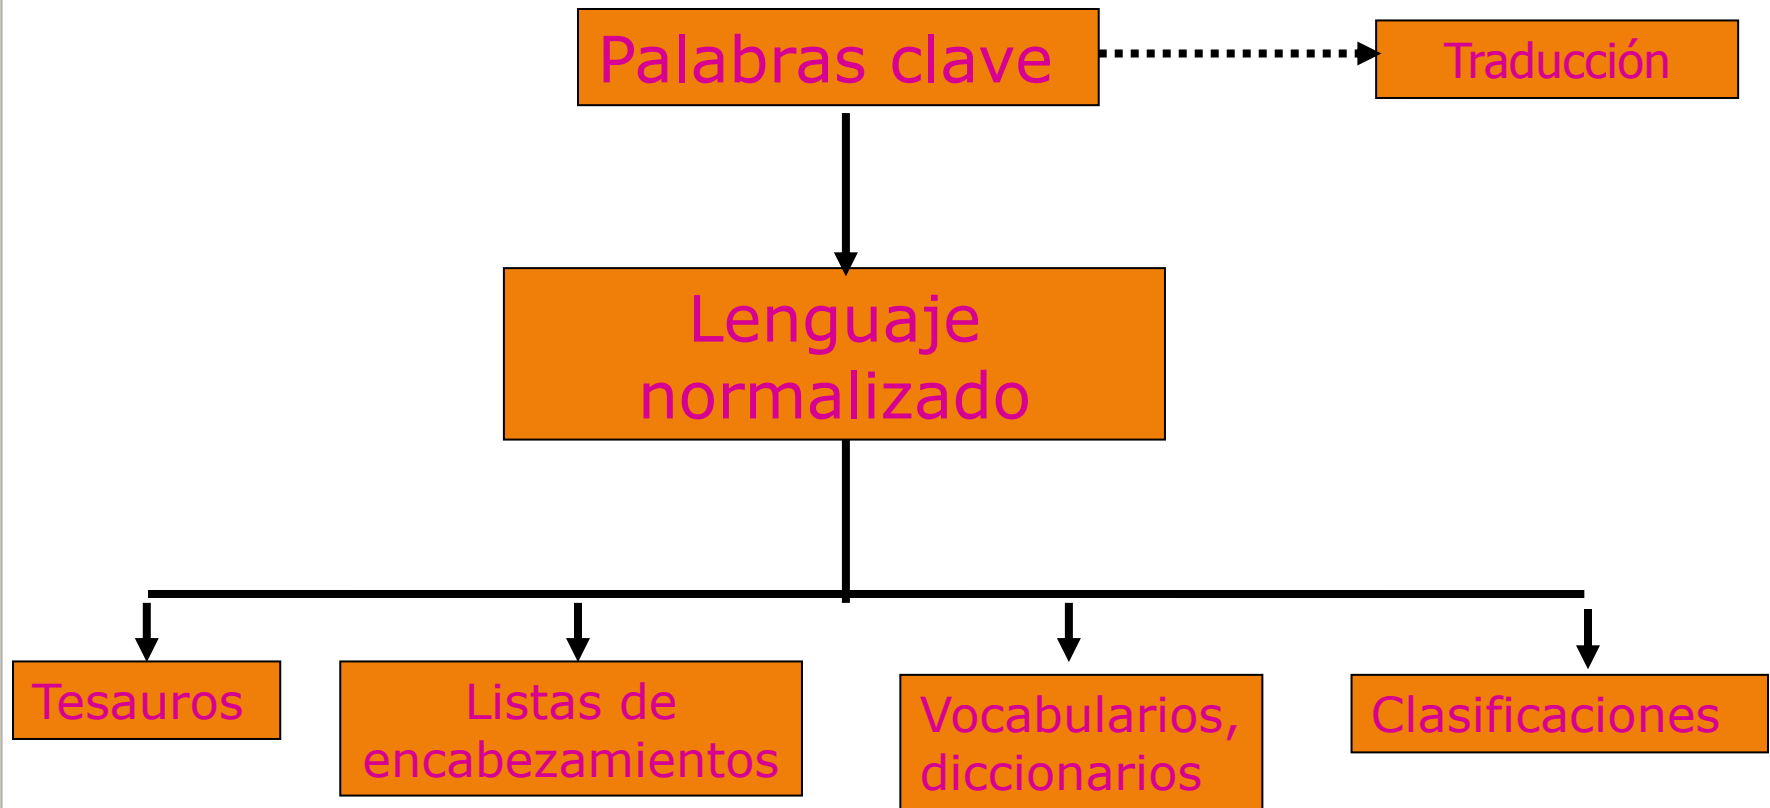 Palabras clave
Traducción
Lenguaje
normalizado
Tesauros
Listas de
encabezamientos
Vocabularios,
diccionarios
Clasificaciones